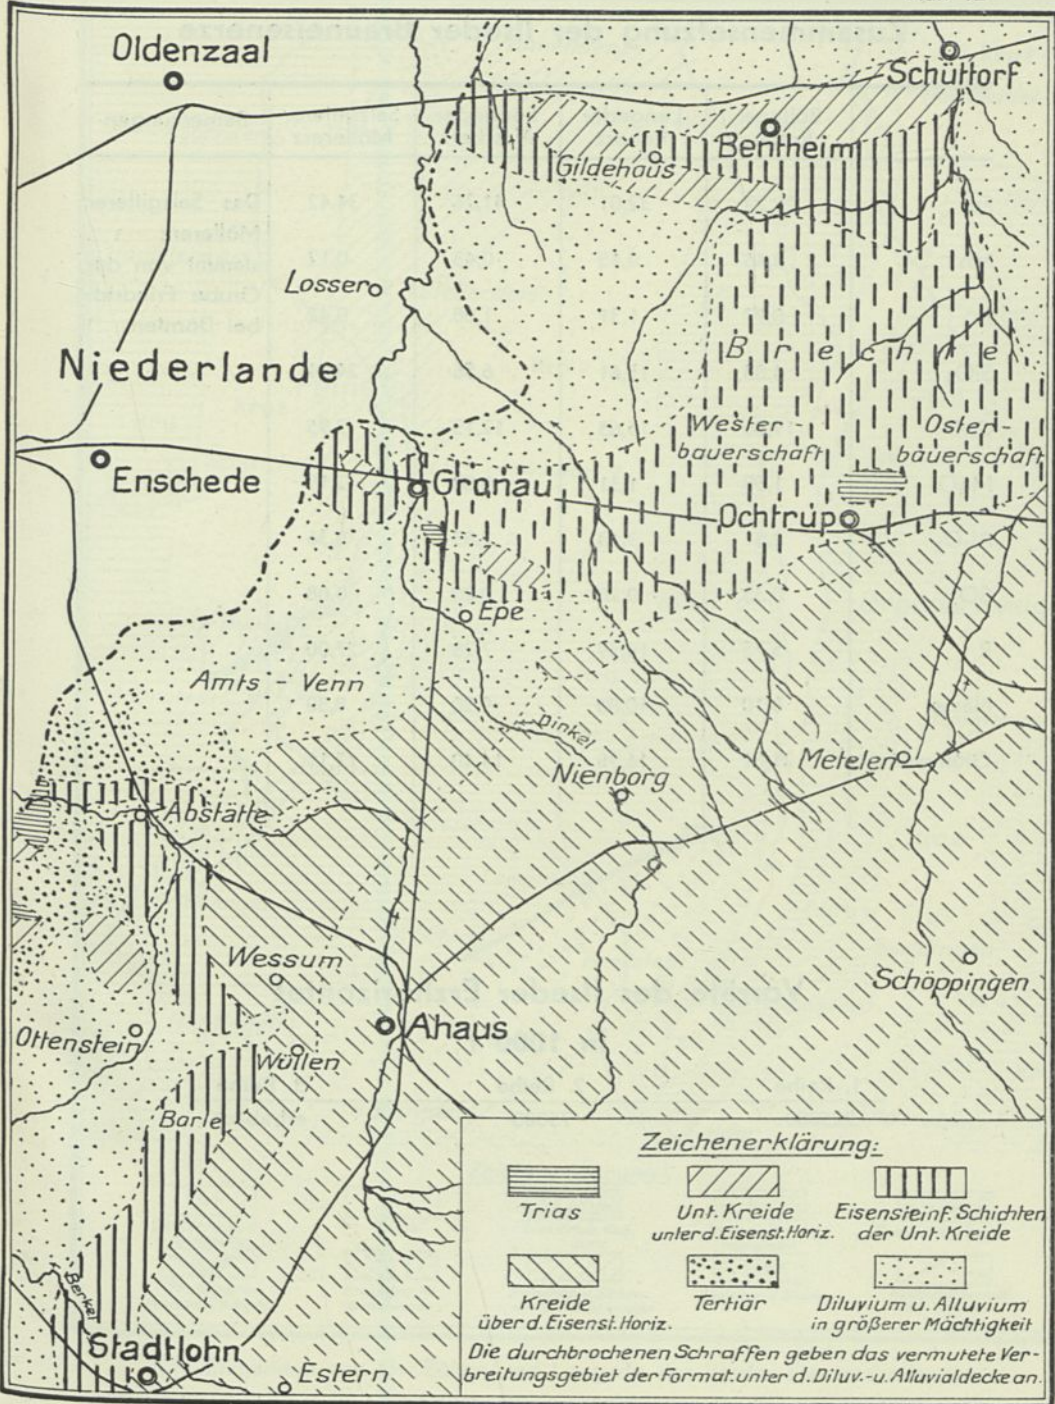 Oldenzaal
Schüttorf
Bentheim
Gildehaus
Losser
Niederlande
Brechte
Wester-
bauerschaft
Oster-
bäuerschaft
Enschede
Gronau
Ochtrup
Epe
Amts-Venn
Dinkel
Nienborg
Metelen
Abstätte
Wessum
Schöppingen
Ottenstein
Ahaus
Wüllen
Barle
Berkel
Stadtlohn
Estern
Zeichenerklärung:
Trias
Unt. Kreide
unter d. Eisenst. Horiz.
Eisensteinf. Schichten
der Unt. Kreide
Kreide
über d. Eisenst. Horiz.
Tertiär
Diluvium u. Alluvium
in größerer Mächtigkeit
Die durchbrochenen Schraffen geben das vermutete Ver-
breitungsgebiet der Format. unter d. Diluv.- u. Alluvialdecke an.